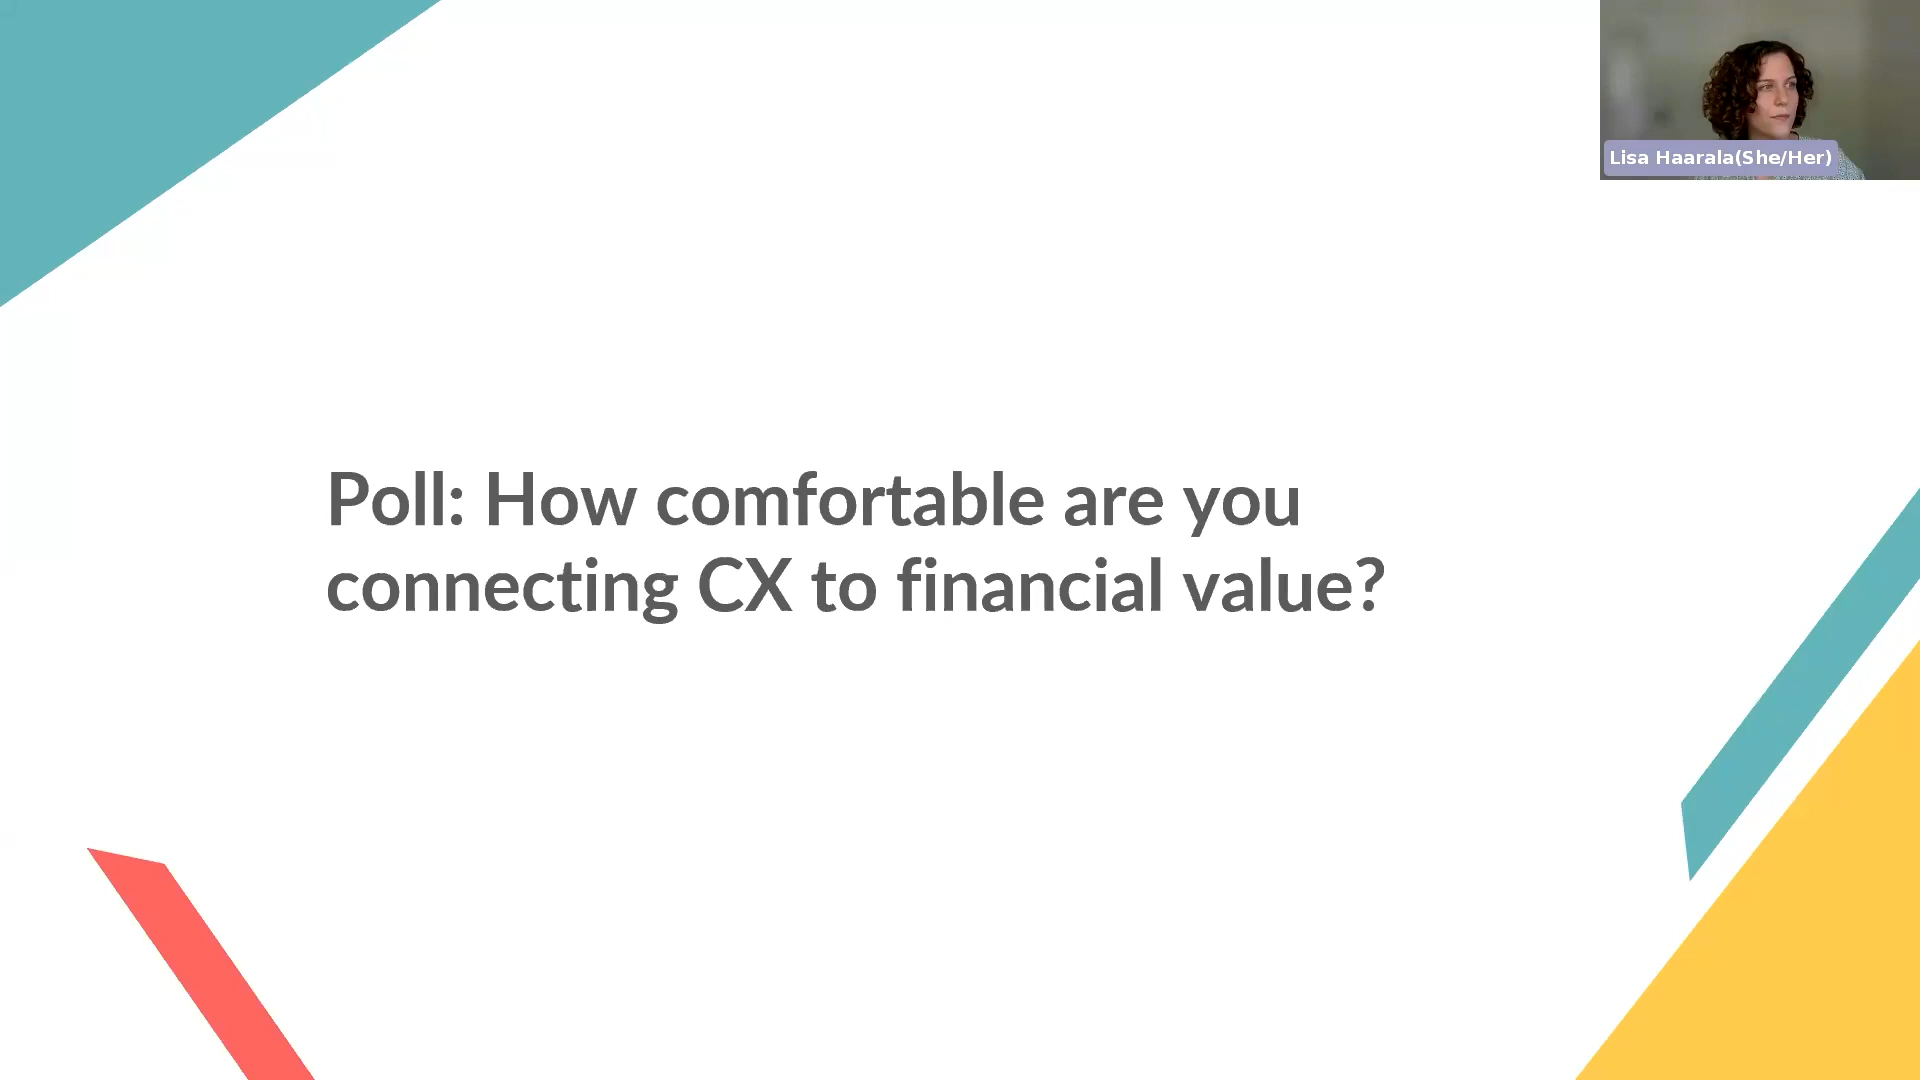 Lisa Haarala(She/Her)
Poll: How comfortable are you
connecting CX to financial value?